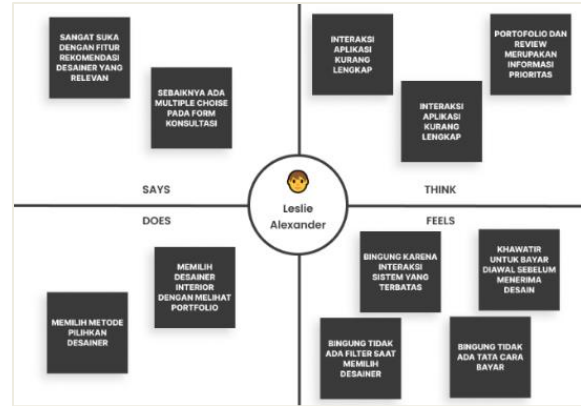 SANGAT SUKA
DENGAN FITUR
REKOMENDASI
DESAINER YANG
RELEVAN
SEBAIKNYA ADA
MULTIPLE CHOISE
PADA FORM
KONSULTASI
SAYS
INTERAKSI
APLIKASI
KURANG
LENGKAP
PORTOFOLIO DAN
REVIEW
MERUPAKAN
INFORMASI
PRIORITAS
INTERAKSI
APLIKASI
KURANG
LENGKAP
THINK
Leslie
Alexander
DOES
MEMILIH
DESAINER
INTERIOR
DENGAN MELIHAT
PORTFOLIO
MEMILIH METODE
PILIHKAN
DESAINER
FEELS
BINGUNG KARENA
INTERAKSI
SISTEM YANG
TERBATAS
KHAWATIR
UNTUK BAYAR
DIAWAL SEBELUM
MENERIMA
DESAIN
BINGUNG TIDAK
ADA FILTER SAAT
MEMILIH
DESAINER
BINGUNG TIDAK
ADA TATA CARA
BAYAR